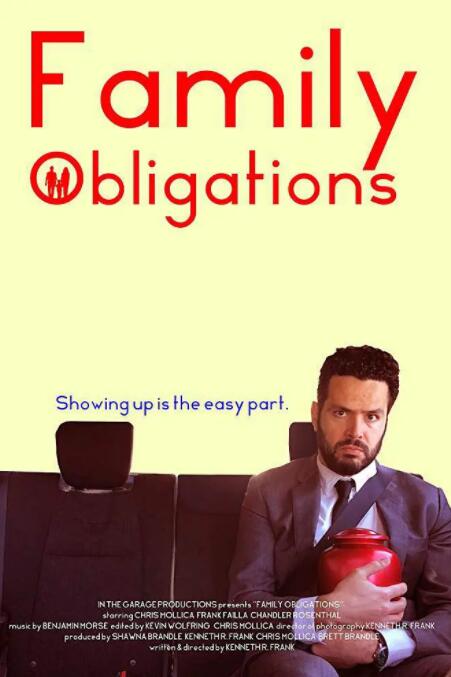 Family
Obligations
Showing up is the easy part.
IN THE GARAGE PRODUCTIONS presents "FAMILY OBLIGATIONS"
starring CHRIS MOLLICA FRANK FAILLA CHANDLER ROSENTHAL
music by BENJAMIN MORSE edited by KEVIN WOLFRING CHRIS MOLLICA director of photography KENNETH R. FRANK
produced by SHAWNA BRANDLE KENNETH R. FRANK CHRIS MOLLICA BRETT BRANDLE
written & directed by KENNETH R. FRANK